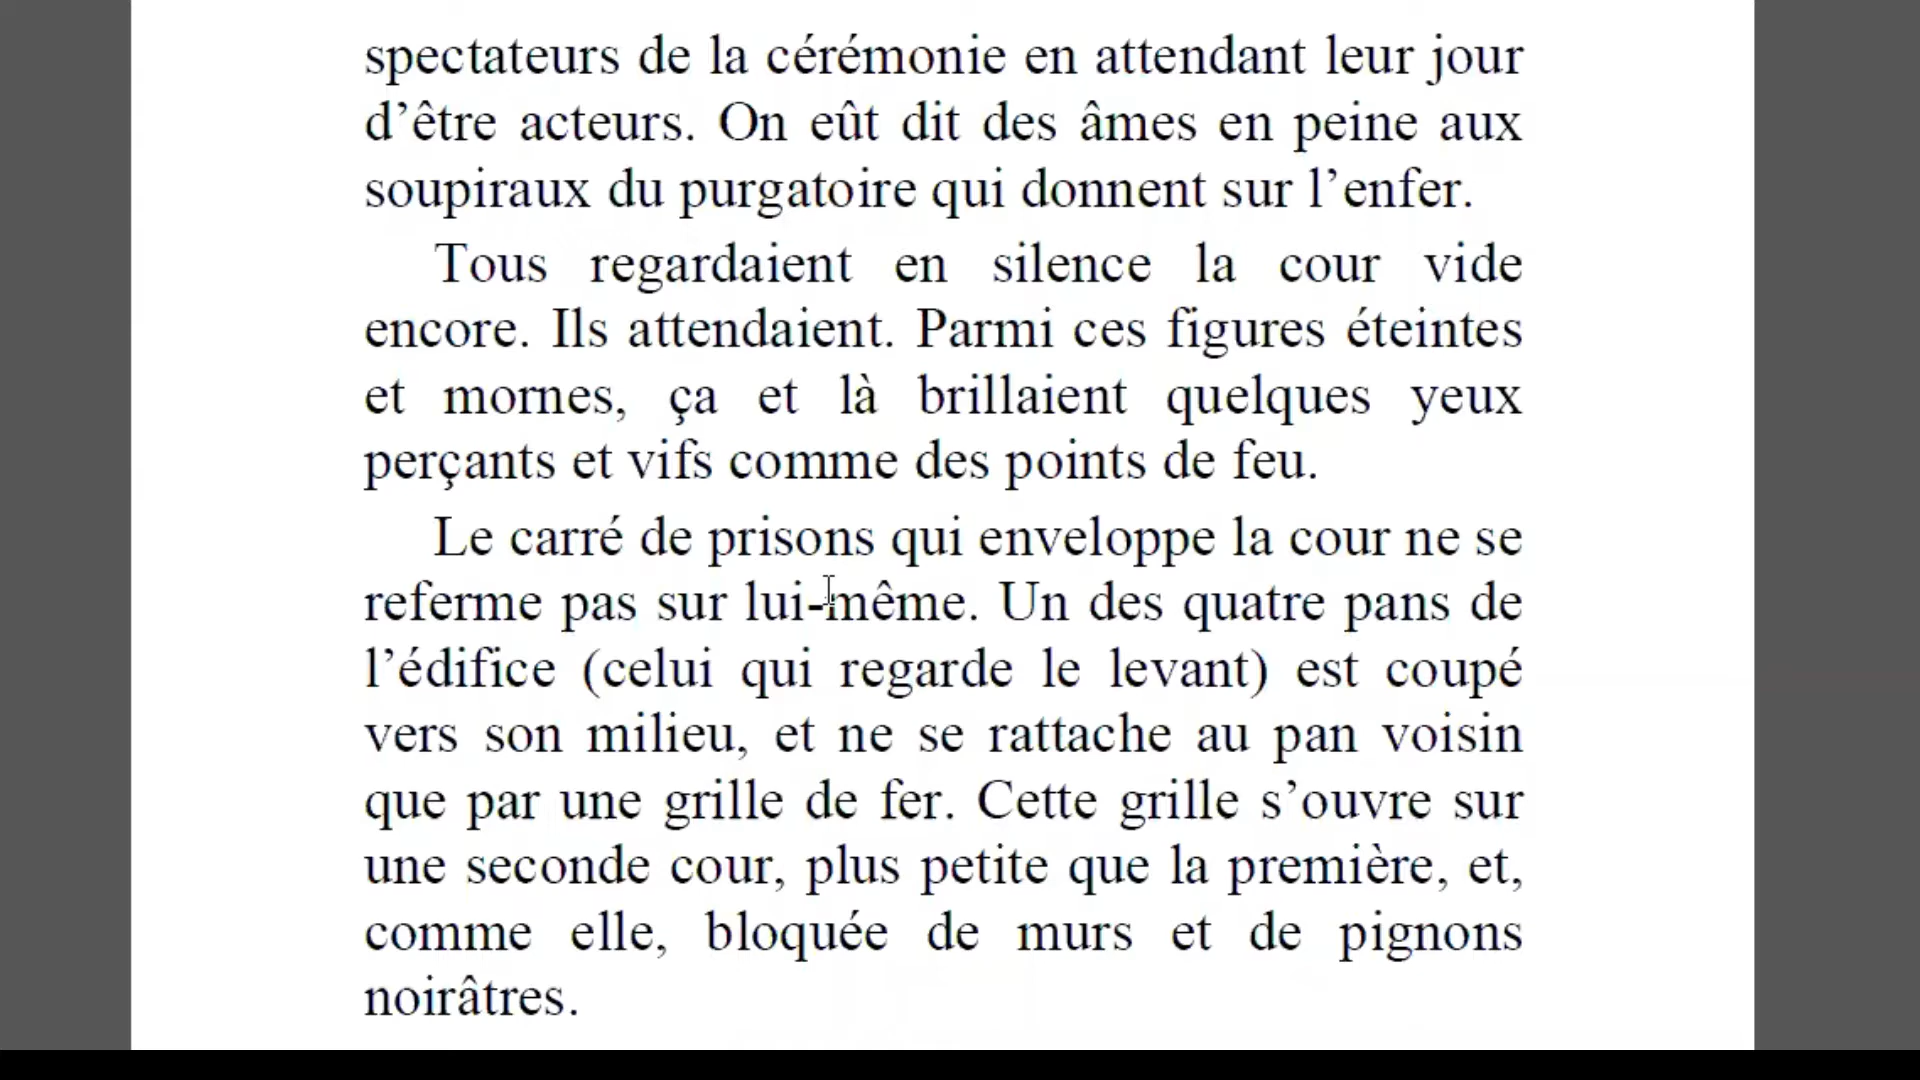 spectateurs de la cérémonie en attendant leur jour
d’être acteurs. On eût dit des âmes en peine aux
soupiraux du purgatoire qui donnent sur l’enfer.
Tous regardaient en silence la cour vide
encore. Ils attendaient. Parmi ces figures éteintes
et mornes, ça et là brillaient quelques yeux
perçants et vifs comme des points de feu.
Le carré de prisons qui enveloppe la cour ne se
referme pas sur lui-même. Un des quatre pans de
l’édifice (celui qui regarde le levant) est coupé
vers son milieu, et ne se rattache au pan voisin
que par une grille de fer. Cette grille s’ouvre sur
une seconde cour, plus petite que la première, et,
comme elle, bloquée de murs et de pignons
noirâtres.